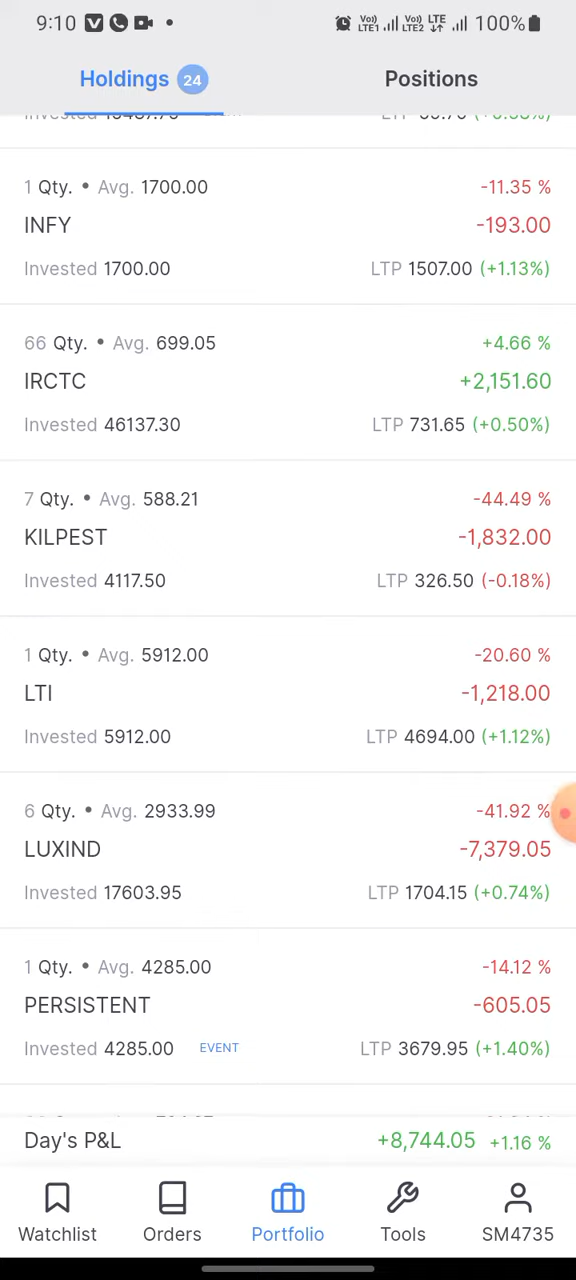 9:10 Vo) LTE1 Vo) LTE2 LTE 100%
Holdings 24 Positions
1 Qty. • Avg. 1700.00 -11.35 %
INFY -193.00
Invested 1700.00 LTP 1507.00 (+1.13%)
66 Qty. • Avg. 699.05 +4.66 %
IRCTC +2,151.60
Invested 46137.30 LTP 731.65 (+0.50%)
7 Qty. • Avg. 588.21 -44.49 %
KILPEST -1,832.00
Invested 4117.50 LTP 326.50 (-0.18%)
1 Qty. • Avg. 5912.00 -20.60 %
LTI -1,218.00
Invested 5912.00 LTP 4694.00 (+1.12%)
6 Qty. • Avg. 2933.99 -41.92 %
LUXIND -7,379.05
Invested 17603.95 LTP 1704.15 (+0.74%)
1 Qty. • Avg. 4285.00 -14.12 %
PERSISTENT -605.05
Invested 4285.00 EVENT LTP 3679.95 (+1.40%)
Day's P&L +8,744.05 +1.16 %
Watchlist Orders Portfolio Tools SM4735